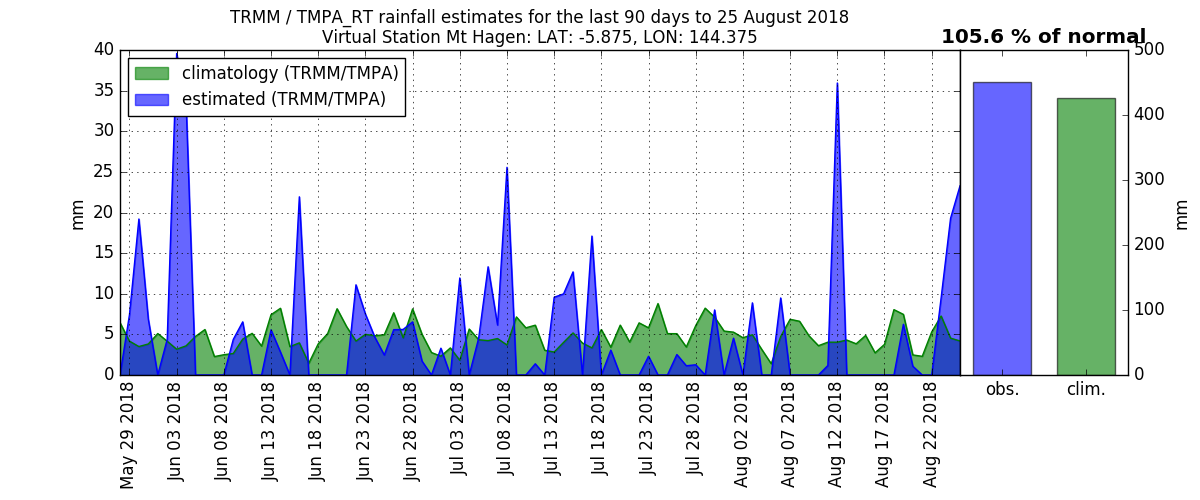 TRMM / TMPA_RT rainfall estimates for the last 90 days to 25 August 2018
Virtual Station Mt Hagen: LAT: -5.875, LON: 144.375
105.6 % of normal
climatology (TRMM/TMPA)
estimated (TRMM/TMPA)
40
35
30
25
20
15
10
5
0
mm
May 29 2018
Jun 03 2018
Jun 08 2018
Jun 13 2018
Jun 18 2018
Jun 23 2018
Jun 28 2018
Jul 03 2018
Jul 08 2018
Jul 13 2018
Jul 18 2018
Jul 23 2018
Jul 28 2018
Aug 02 2018
Aug 07 2018
Aug 12 2018
Aug 17 2018
Aug 22 2018
obs.
clim.
500
400
300
200
100
0
mm